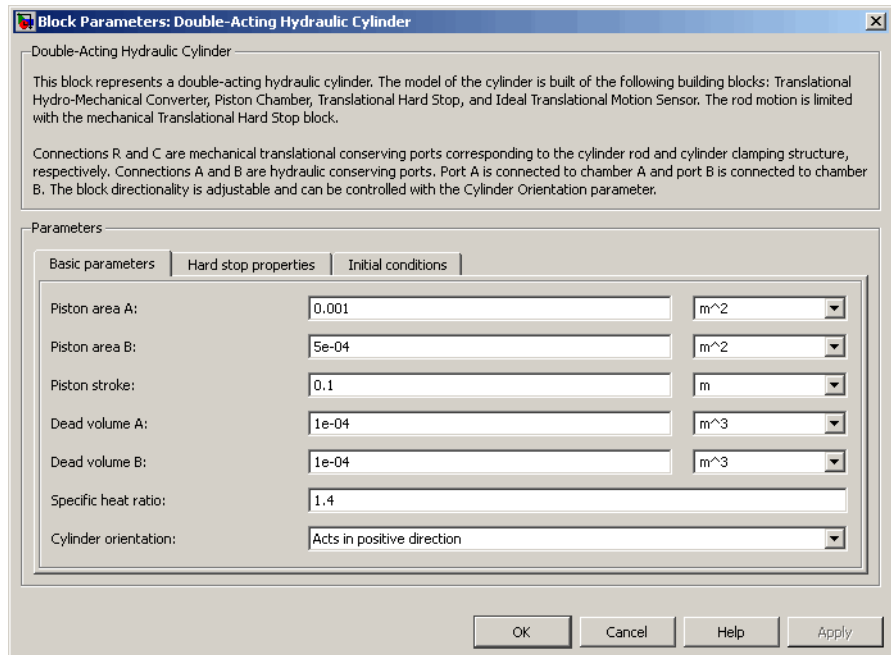 Block Parameters: Double-Acting Hydraulic Cylinder
Double-Acting Hydraulic Cylinder
This block represents a double-acting hydraulic cylinder. The model of the cylinder is built of the following building blocks: Translational
Hydro-Mechanical Converter, Piston Chamber, Translational Hard Stop, and Ideal Translational Motion Sensor. The rod motion is limited
with the mechanical Translational Hard Stop block.
Connections R and C are mechanical translational conserving ports corresponding to the cylinder rod and cylinder clamping structure,
respectively. Connections A and B are hydraulic conserving ports. Port A is connected to chamber A and port B is connected to chamber
B. The block directionality is adjustable and can be controlled with the Cylinder Orientation parameter.
Parameters
Basic parameters Hard stop properties Initial conditions
Piston area A: 0.001 m^2
Piston area B: 5e-04 m^2
Piston stroke: 0.1 m
Dead volume A: 1e-04 m^3
Dead volume B: 1e-04 m^3
Specific heat ratio: 1.4
Cylinder orientation: Acts in positive direction
OK Cancel Help Apply